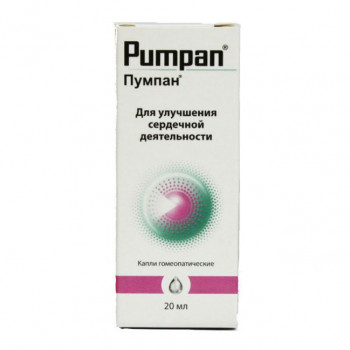 Pumpan®
Пумпан®
Для улучшения
сердечной
деятельности
Капли гомеопатические
20 мл